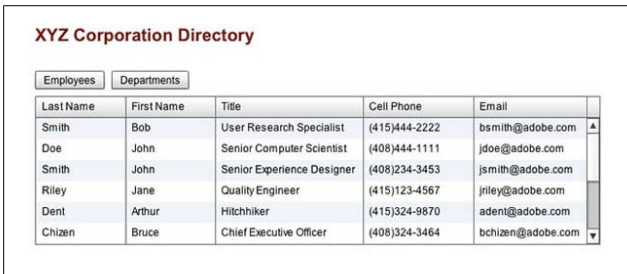 XYZ Corporation Directory
Employees Departments
Last Name First Name Title Cell Phone Email
Smith Bob User Research Specialist (415)444-2222 bsmith@adobe.com
Doe John Senior Computer Scientist (408)444-1111 jdoe@adobe.com
Smith John Senior Experience Designer (408)234-3453 jsmith@adobe.com
Riley Jane Quality Engineer (415)123-4567 jriley@adobe.com
Dent Arthur Hitchhiker (415)324-9870 adent@adobe.com
Chizen Bruce Chief Executive Officer (408)324-3464 bchizen@adobe.com